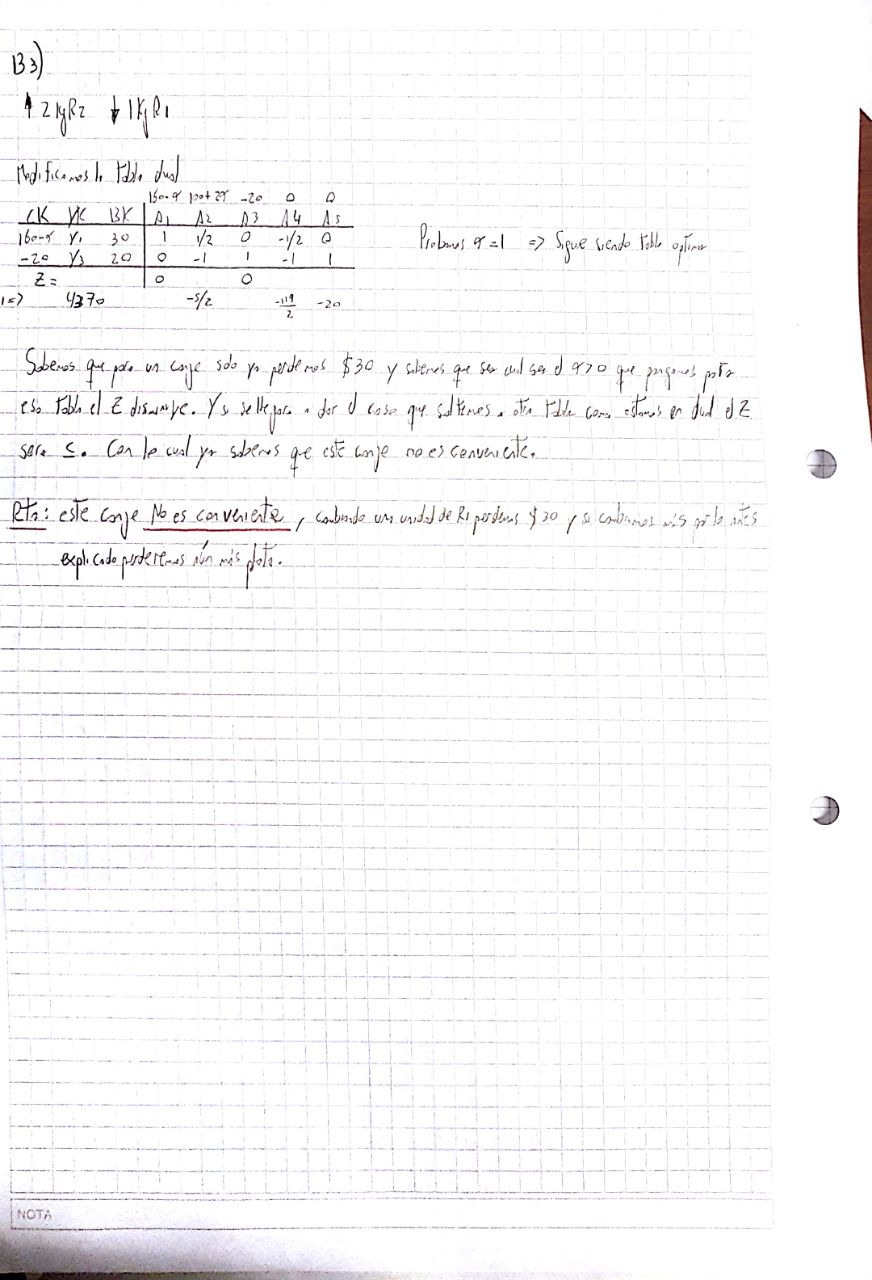 B3)
↑ 2 kg R2 ↓ 1 Kg R1
Modificamos la tabla dual
160-α 100+2α -20 0 0
CK YK BK A1 A2 A3 A4 A5
160-α Y1 30 1 1/2 0 -1/2 0
-20 Y3 20 0 -1 1 -1 1
Z = 0 0
1=> 4370 -5/2 -119/2 -20
Probamos α=1 => Sigue siendo tabla optima
Sabemos que para un canje solo ya perdemos $30 y sabemos que sea cual sea el α>0 que pongamos para
esa tabla el Z disminuye. Y si se llegara a dar el caso que saltemos a otra tabla como estamos en dual el Z
sera ≤. Con lo cual ya sabemos que este canje no es conveniente.
Rta: este canje No es conveniente, cambiando una unidad de R1 perdemos $30 y si cambiamos más por lo antes
explicado perderemos aún más plata.
NOTA